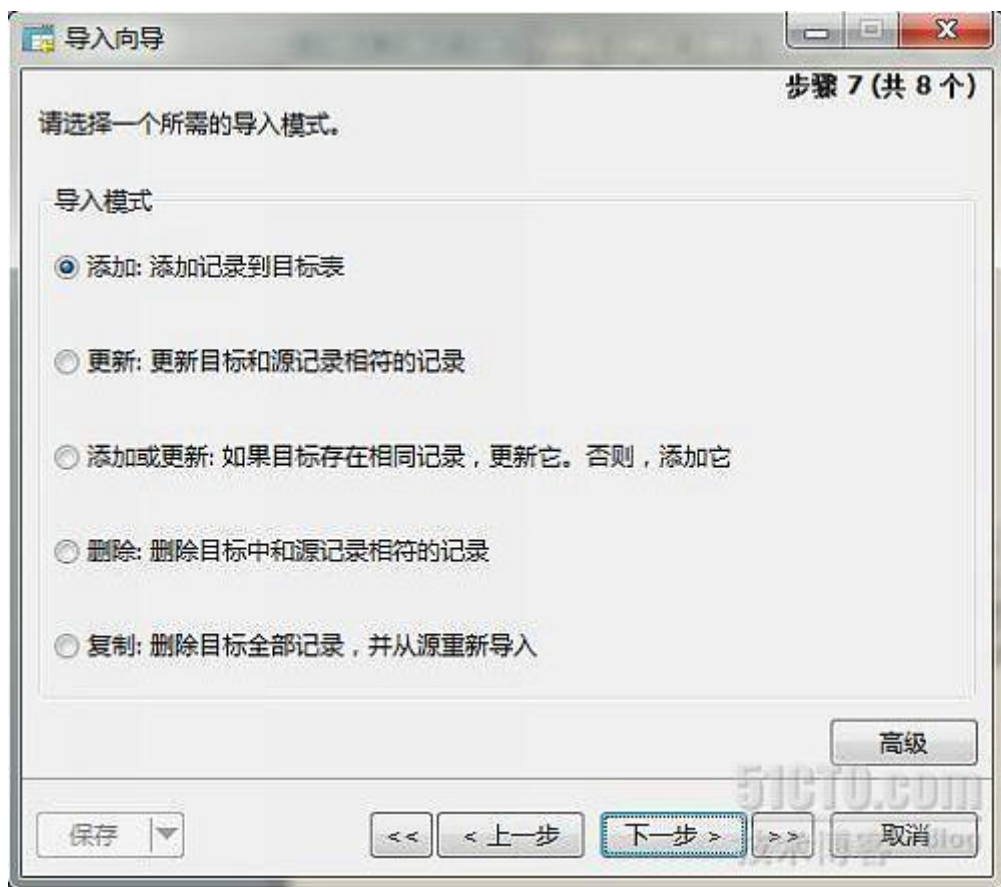 导入向导
步骤 7 (共 8 个)
请选择一个所需的导入模式。
导入模式
添加: 添加记录到目标表
更新: 更新目标和源记录相符的记录
添加或更新: 如果目标存在相同记录，更新它。否则，添加它
删除: 删除目标中和源记录相符的记录
复制: 删除目标全部记录，并从源重新导入
高级
51CTO.com
保存 << < 上一步 下一步 > >> 取消
技术博客 Blog